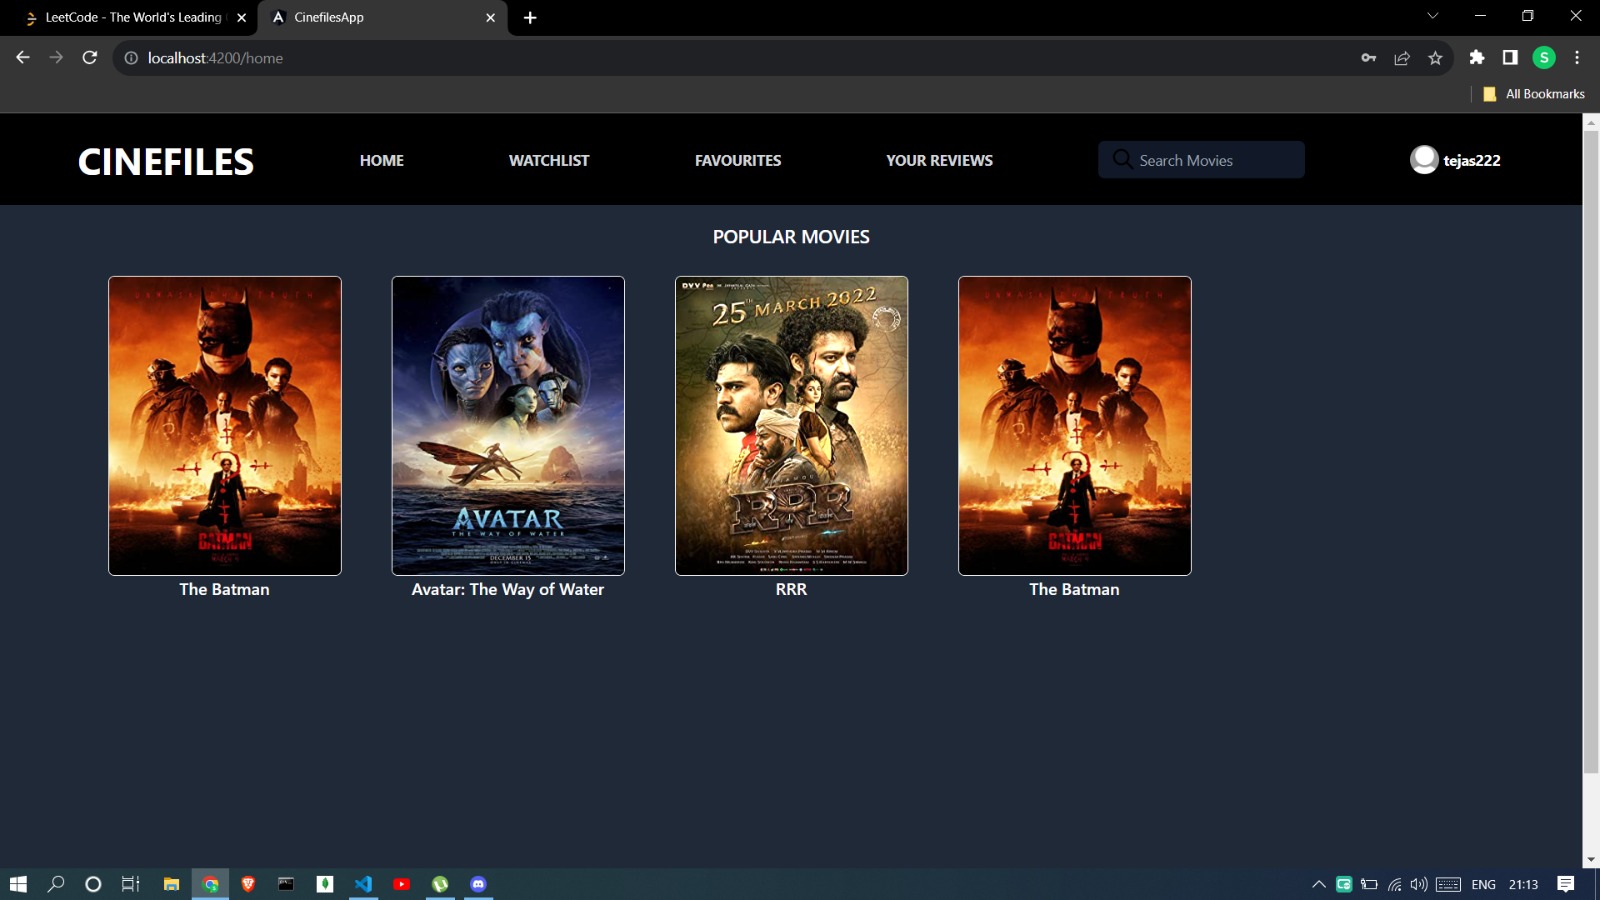 LeetCode - The World's Leading
CinefilesApp
localhost:4200/home
S
All Bookmarks
CINEFILES
HOME
WATCHLIST
FAVOURITES
YOUR REVIEWS
Search Movies
tejas222
POPULAR MOVIES
AVATAR
THE WAY OF WATER
DECEMBER 15
25TH MARCH 2022
RRR
BATMAN
BATMAN
The Batman
Avatar: The Way of Water
RRR
The Batman
ENG
21:13